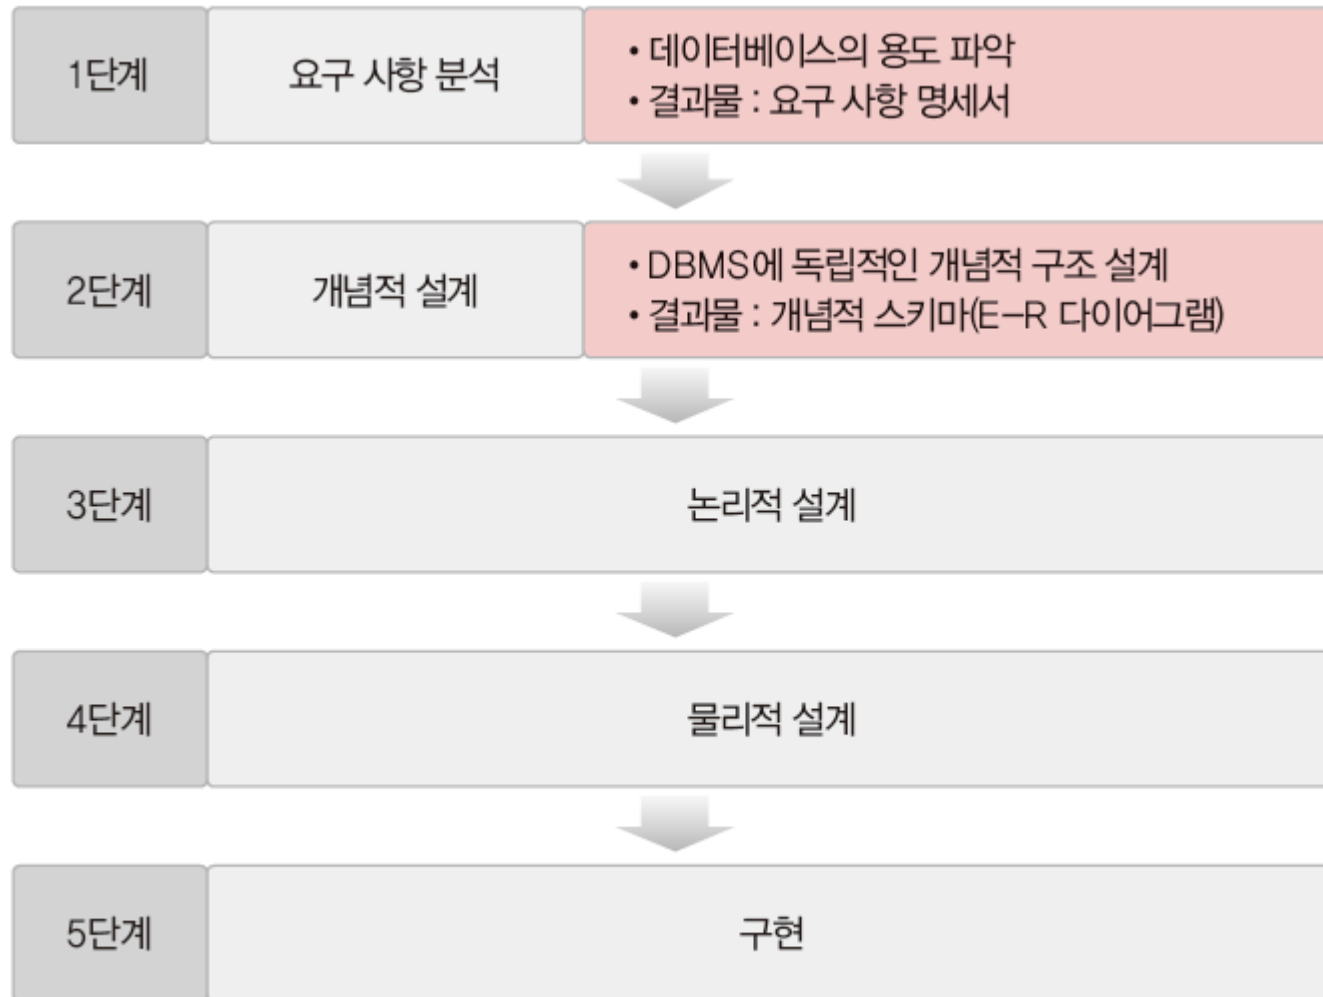 1단계
요구 사항 분석
• 데이터베이스의 용도 파악
• 결과물 : 요구 사항 명세서
2단계
개념적 설계
• DBMS에 독립적인 개념적 구조 설계
• 결과물 : 개념적 스키마(E-R 다이어그램)
3단계
논리적 설계
4단계
물리적 설계
5단계
구현